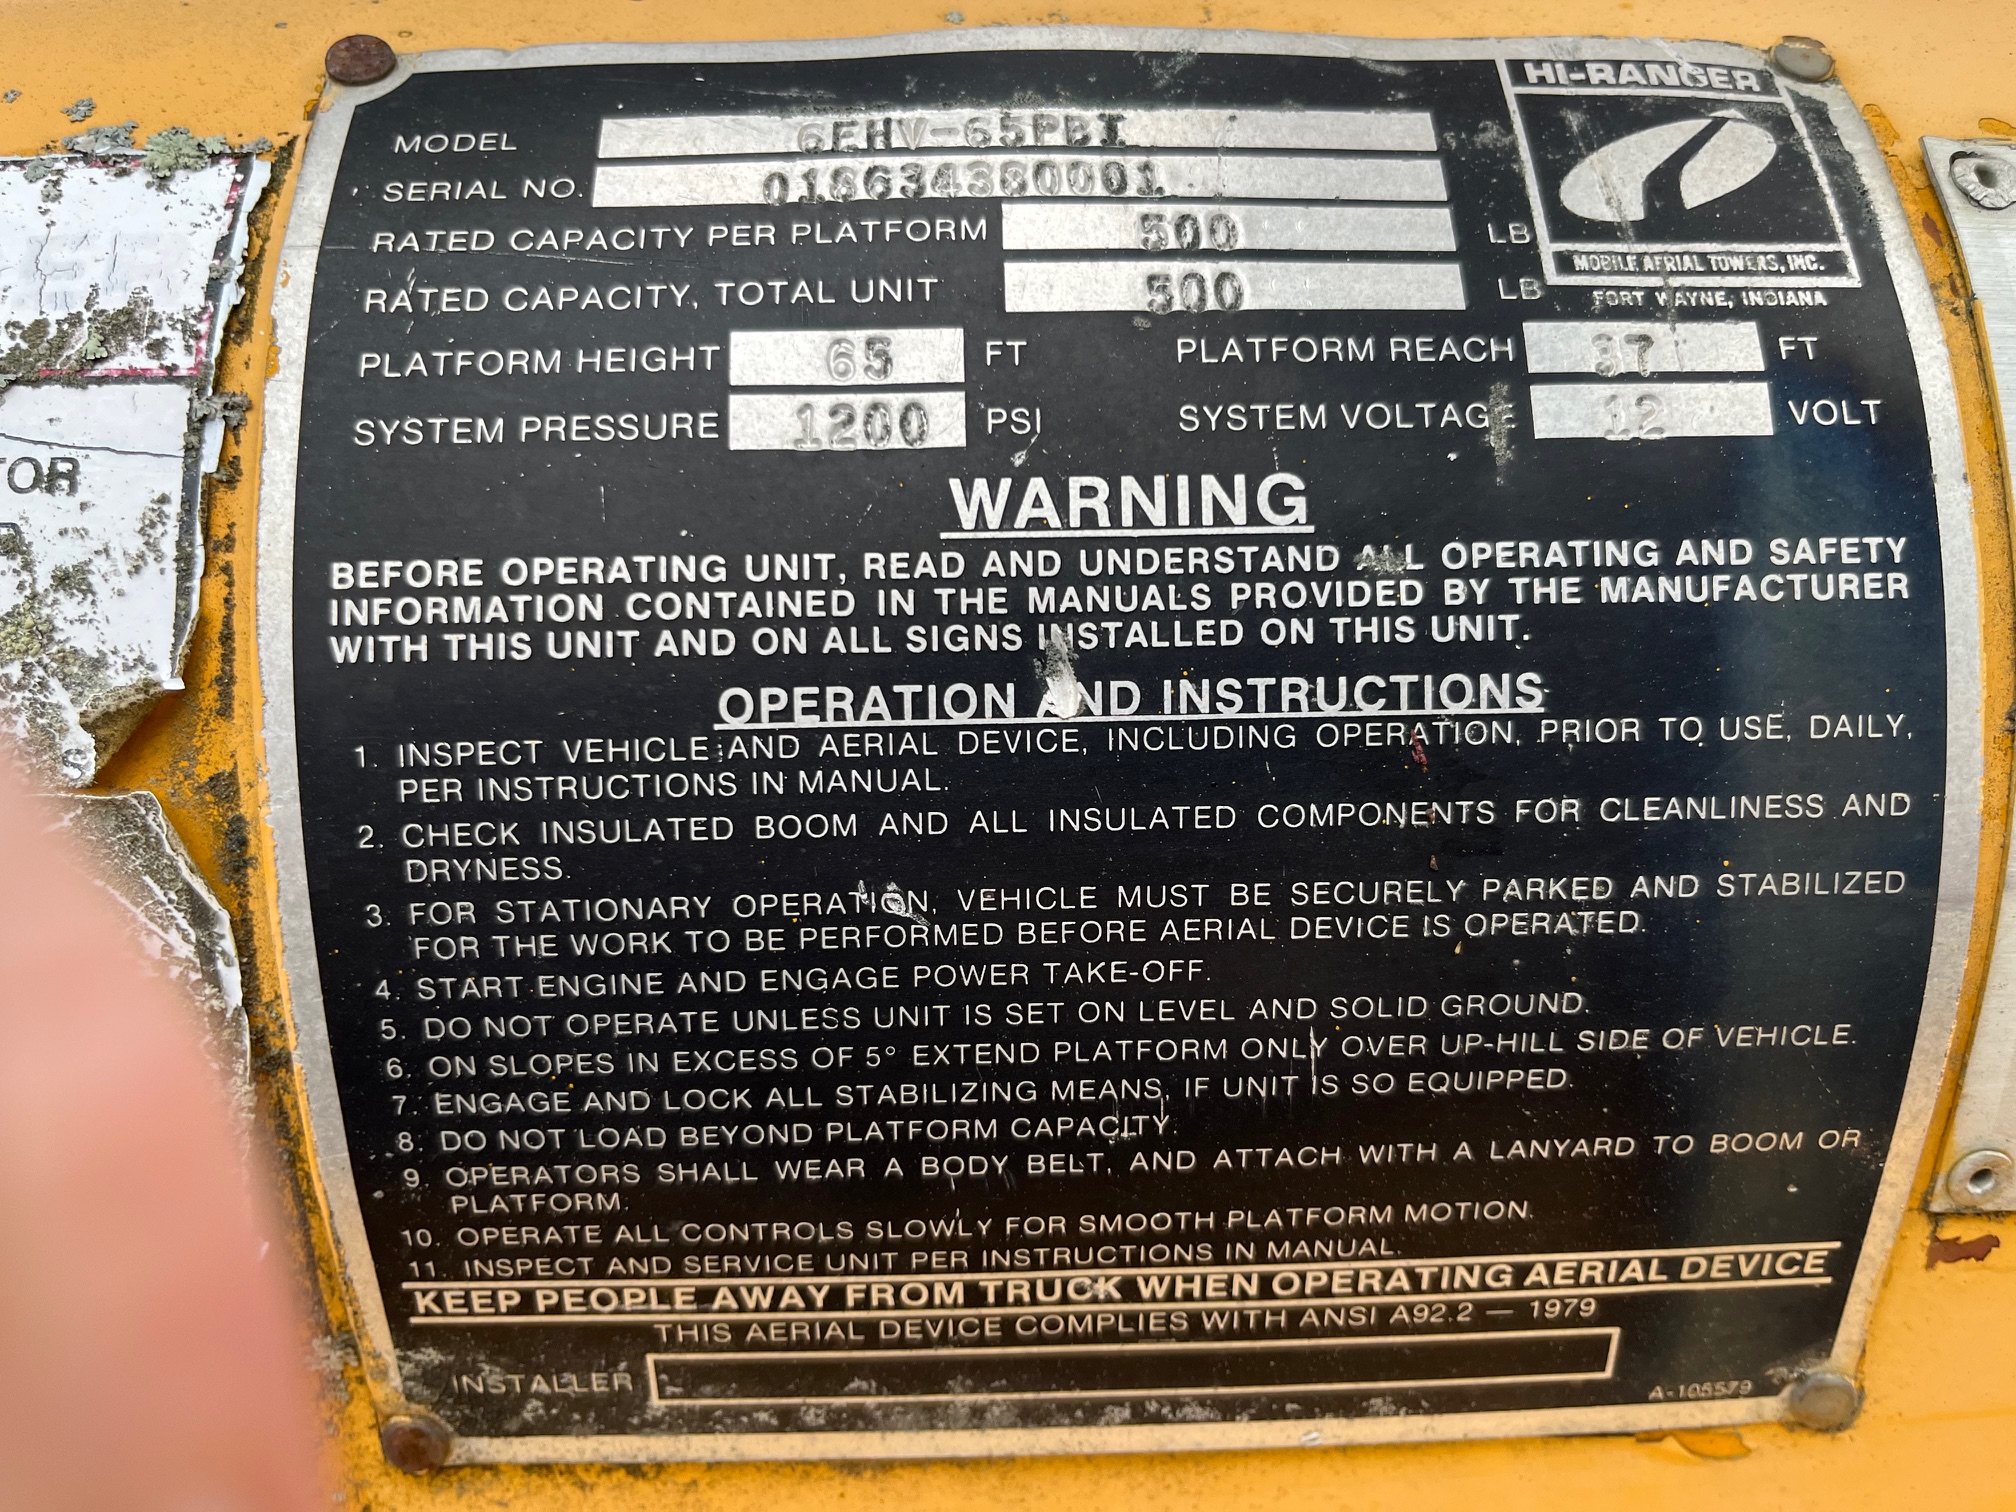 HI-RANGER
MOBILE AERIAL TOWERS, INC.
FORT WAYNE, INDIANA
MODEL 6FHV-65PBI
SERIAL NO. 018634380001
RATED CAPACITY PER PLATFORM 500 LB
RATED CAPACITY, TOTAL UNIT 500 LB
PLATFORM HEIGHT 65 FT PLATFORM REACH 37 FT
SYSTEM PRESSURE 1200 PSI SYSTEM VOLTAGE 12 VOLT
WARNING
BEFORE OPERATING UNIT, READ AND UNDERSTAND ALL OPERATING AND SAFETY
INFORMATION CONTAINED IN THE MANUALS PROVIDED BY THE MANUFACTURER
WITH THIS UNIT AND ON ALL SIGNS INSTALLED ON THIS UNIT.
OPERATION AND INSTRUCTIONS
1. INSPECT VEHICLE AND AERIAL DEVICE, INCLUDING OPERATION, PRIOR TO USE, DAILY,
PER INSTRUCTIONS IN MANUAL.
2. CHECK INSULATED BOOM AND ALL INSULATED COMPONENTS FOR CLEANLINESS AND
DRYNESS.
3. FOR STATIONARY OPERATION, VEHICLE MUST BE SECURELY PARKED AND STABILIZED
FOR THE WORK TO BE PERFORMED BEFORE AERIAL DEVICE IS OPERATED.
4. START ENGINE AND ENGAGE POWER TAKE-OFF.
5. DO NOT OPERATE UNLESS UNIT IS SET ON LEVEL AND SOLID GROUND.
6. ON SLOPES IN EXCESS OF 5° EXTEND PLATFORM ONLY OVER UP-HILL SIDE OF VEHICLE.
7. ENGAGE AND LOCK ALL STABILIZING MEANS, IF UNIT IS SO EQUIPPED.
8. DO NOT LOAD BEYOND PLATFORM CAPACITY.
9. OPERATORS SHALL WEAR A BODY BELT, AND ATTACH WITH A LANYARD TO BOOM OR
PLATFORM.
10. OPERATE ALL CONTROLS SLOWLY FOR SMOOTH PLATFORM MOTION.
11. INSPECT AND SERVICE UNIT PER INSTRUCTIONS IN MANUAL.
KEEP PEOPLE AWAY FROM TRUCK WHEN OPERATING AERIAL DEVICE
THIS AERIAL DEVICE COMPLIES WITH ANSI A92.2 — 1979
INSTALLER
A-105579
TOR